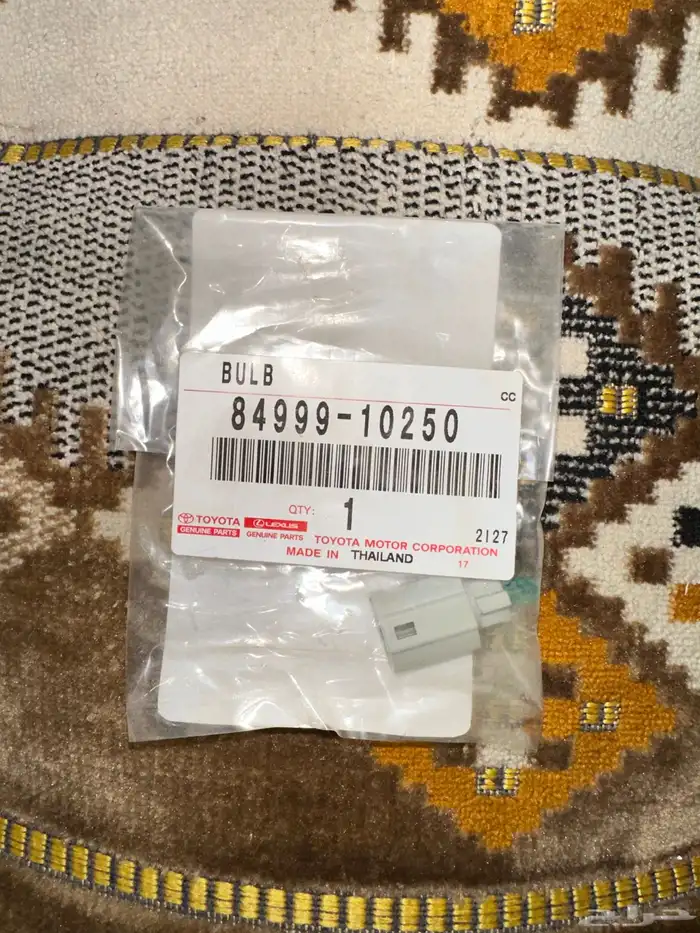 BULB
CC
84999-10250
QTY: 1
TOYOTA LEXUS
GENUINE PARTS GENUINE PARTS
2127
TOYOTA MOTOR CORPORATION
MADE IN THAILAND 17
حراج